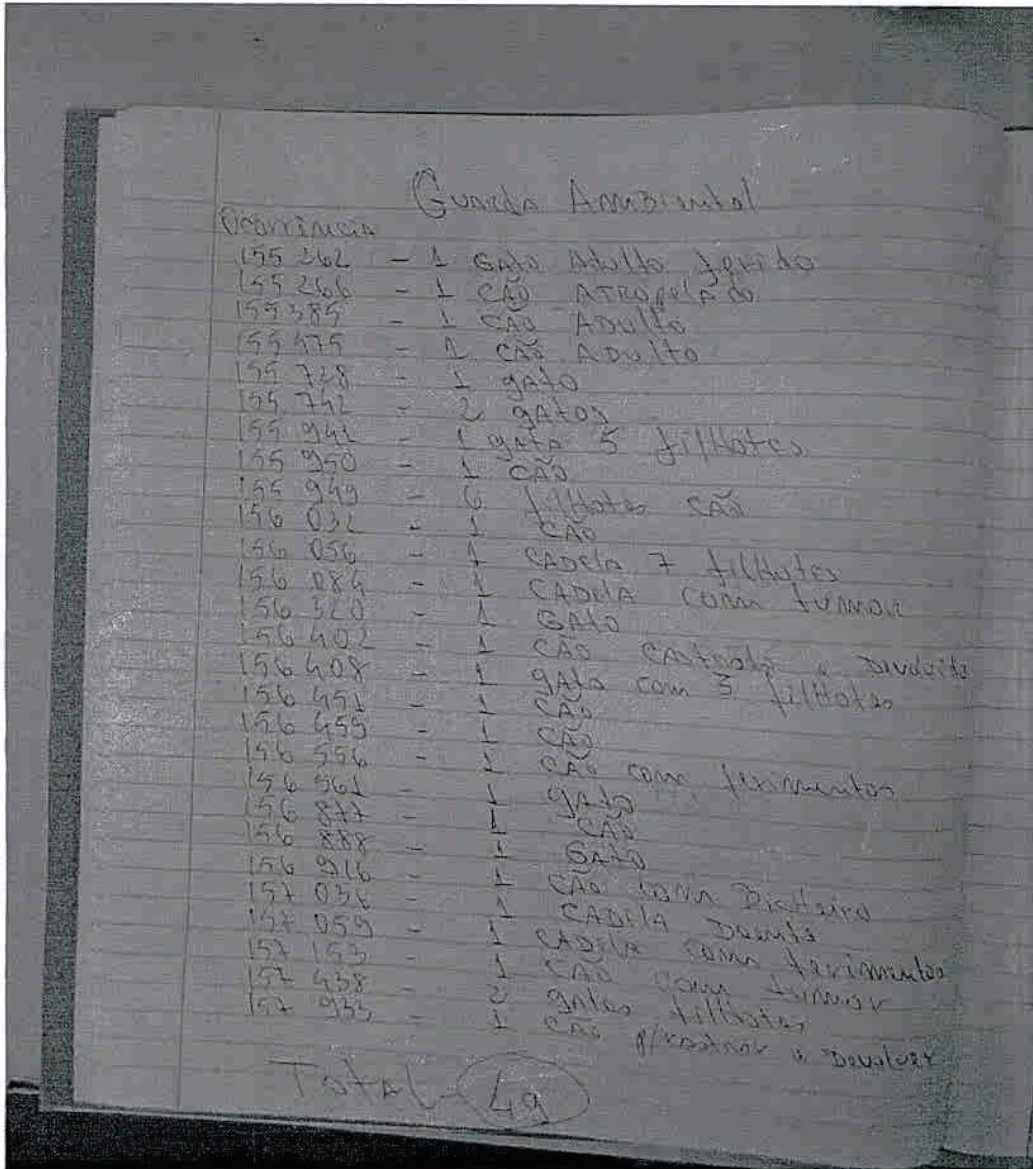 Guarda Ambiental
Ocorrência
155 262 - 1 GATO Adulto ferido
155 266 - 1 CÃO ATROPELADO
155 385 - 1 CÃO ADULTO
155 475 - 1 CÃO ADULTO
155 728 - 1 gATO
155 742 - 2 gATOS
155 941 - 1 gATA 5 filHotes
155 950 - 1 CÃO
155 949 - 6 filHotes CÃO
156 032 - 1 CÃO
156 056 - 1 CADELA 7 filHotes
156 084 - 1 CADELA COM tumor
156 320 - 1 GATO
156 402 - 1 CÃO CAStrado e
156 408 - 1 gATA com 3 filHotes
156 451 - 1 CÃO
156 459 - 1 CÃO
156 556 - 1 CÃO com ferimentos
156 561 - 1 gATO
156 877 - 1 CÃO
156 888 - 1 GATO
156 916 - 1 CÃO com BicHeira
157 038 - 1 CADELA Doente
157 059 - 1 CADELA com ferimentos
157 153 - 1 CÃO com tumor
157 438 - 2 gatos filHotes
157 933 - 1 CÃO p/castrar e Devolver
Total - 49